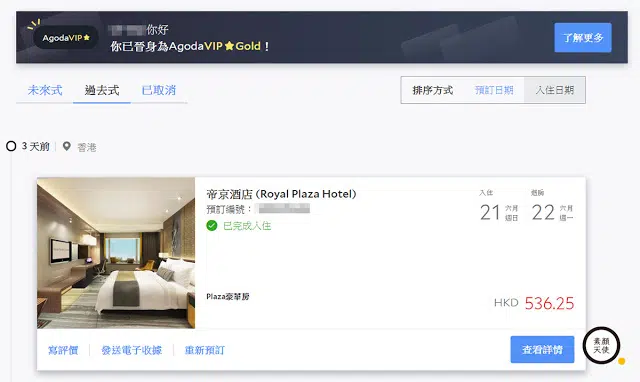 AgodaVIP
你好
你已晉身為AgodaVIP Gold！
了解更多
未來式 過去式 已取消
排序方式 預訂日期 入住日期
3 天前 香港
帝京酒店 (Royal Plaza Hotel)
預訂編號：
已完成入住
入住 退房
21 六月 週日 22 六月 週一
Plaza豪華房
HKD 536.25
寫評價 發送電子收據 重新預訂
查看詳情
素顏
天使